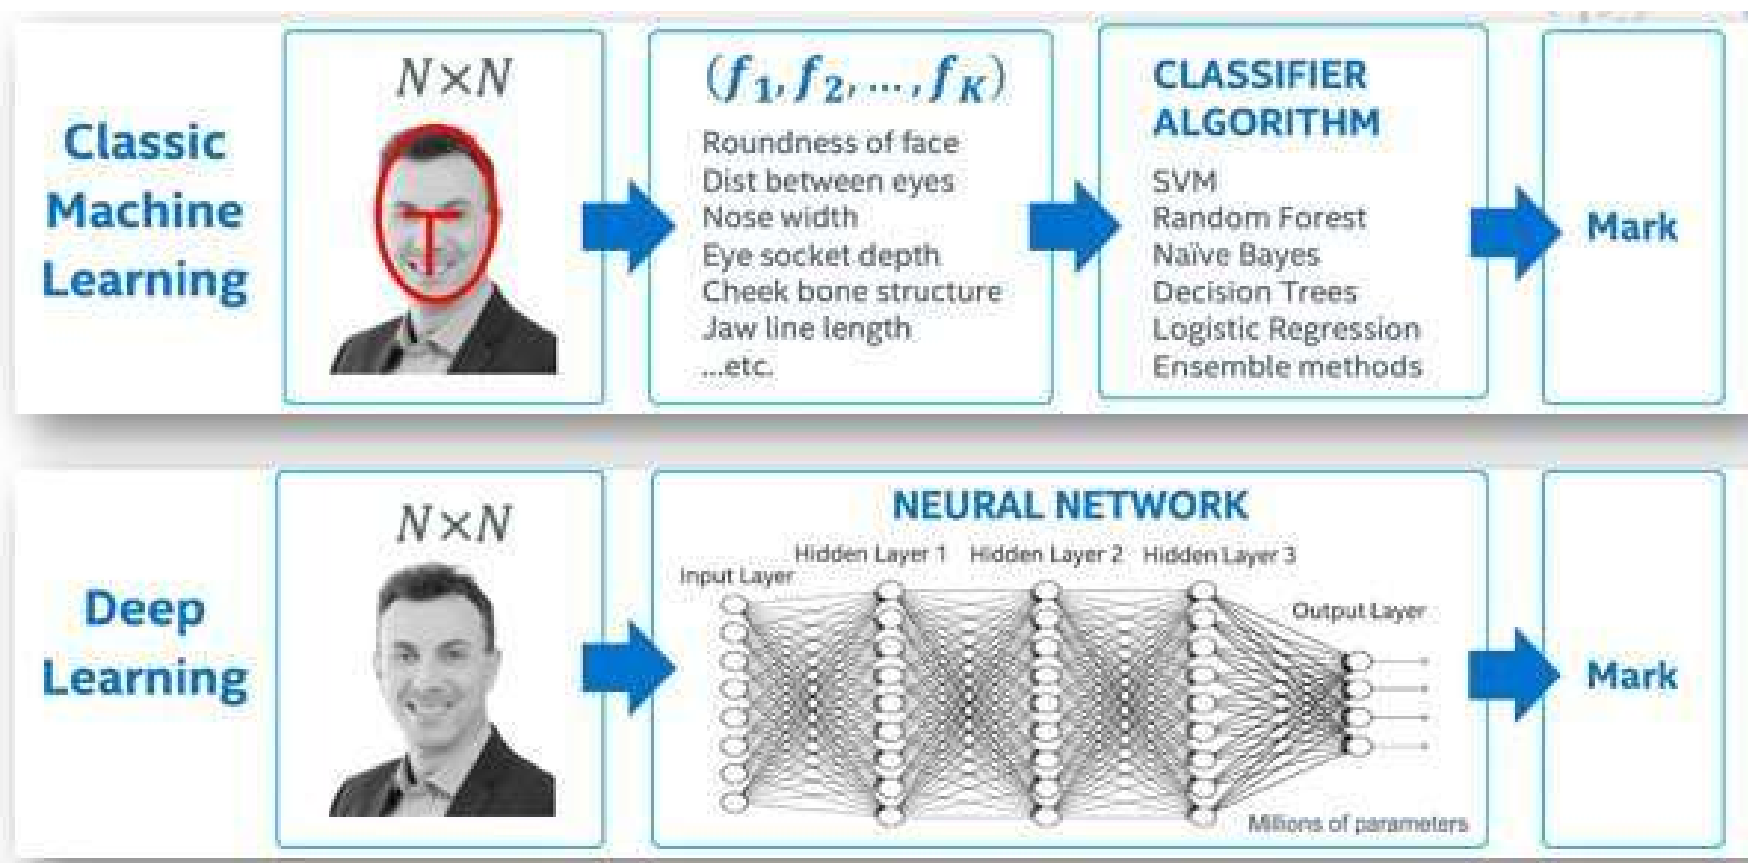 Classic
Machine
Learning
N×N
(f₁, f₂, ..., f_K)
Roundness of face
Dist between eyes
Nose width
Eye socket depth
Cheek bone structure
Jaw line length
...etc.
CLASSIFIER
ALGORITHM
SVM
Random Forest
Naïve Bayes
Decision Trees
Logistic Regression
Ensemble methods
Mark
Deep
Learning
N×N
NEURAL NETWORK
Hidden Layer 1 Hidden Layer 2 Hidden Layer 3
Input Layer
Output Layer
Millions of parameters
Mark